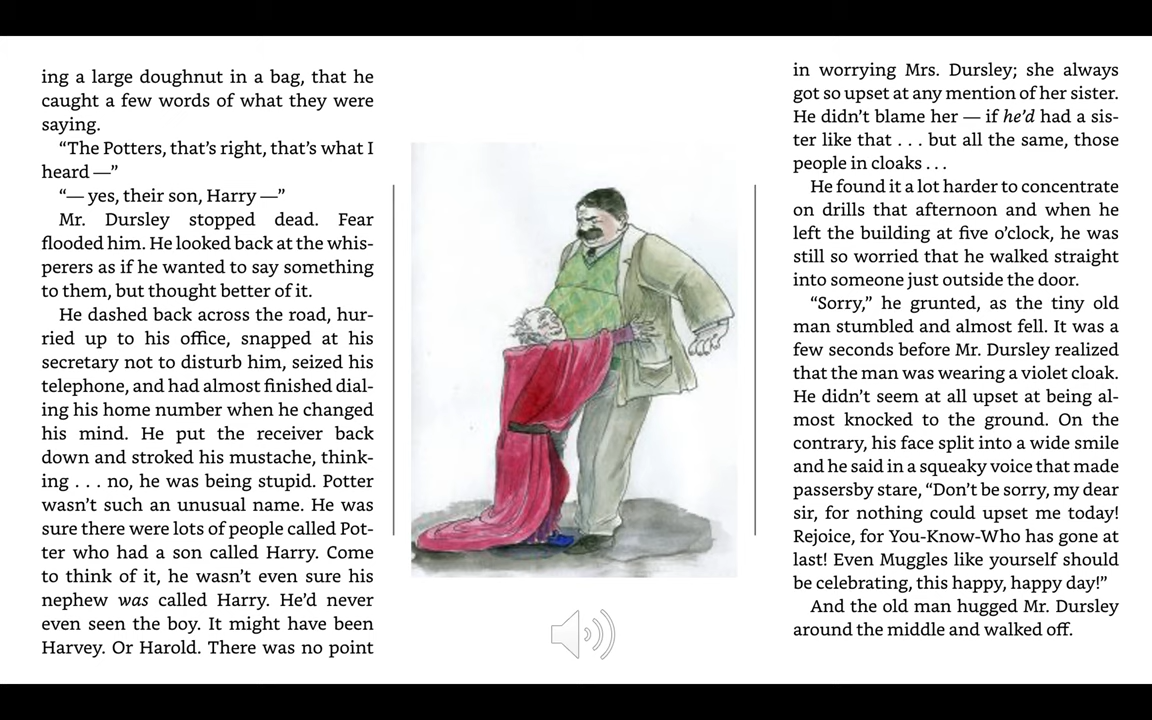 ing a large doughnut in a bag, that he
caught a few words of what they were
saying.
“The Potters, that’s right, that’s what I
heard —”
“— yes, their son, Harry —”
Mr. Dursley stopped dead. Fear
flooded him. He looked back at the whis-
perers as if he wanted to say something
to them, but thought better of it.
He dashed back across the road, hur-
ried up to his office, snapped at his
secretary not to disturb him, seized his
telephone, and had almost finished dial-
ing his home number when he changed
his mind. He put the receiver back
down and stroked his mustache, think-
ing . . . no, he was being stupid. Potter
wasn’t such an unusual name. He was
sure there were lots of people called Pot-
ter who had a son called Harry. Come
to think of it, he wasn’t even sure his
nephew was called Harry. He’d never
even seen the boy. It might have been
Harvey. Or Harold. There was no point
in worrying Mrs. Dursley; she always
got so upset at any mention of her sister.
He didn’t blame her — if he’d had a sis-
ter like that . . . but all the same, those
people in cloaks . . .
He found it a lot harder to concentrate
on drills that afternoon and when he
left the building at five o’clock, he was
still so worried that he walked straight
into someone just outside the door.
“Sorry,” he grunted, as the tiny old
man stumbled and almost fell. It was a
few seconds before Mr. Dursley realized
that the man was wearing a violet cloak.
He didn’t seem at all upset at being al-
most knocked to the ground. On the
contrary, his face split into a wide smile
and he said in a squeaky voice that made
passersby stare, “Don’t be sorry, my dear
sir, for nothing could upset me today!
Rejoice, for You-Know-Who has gone at
last! Even Muggles like yourself should
be celebrating, this happy, happy day!”
And the old man hugged Mr. Dursley
around the middle and walked off.